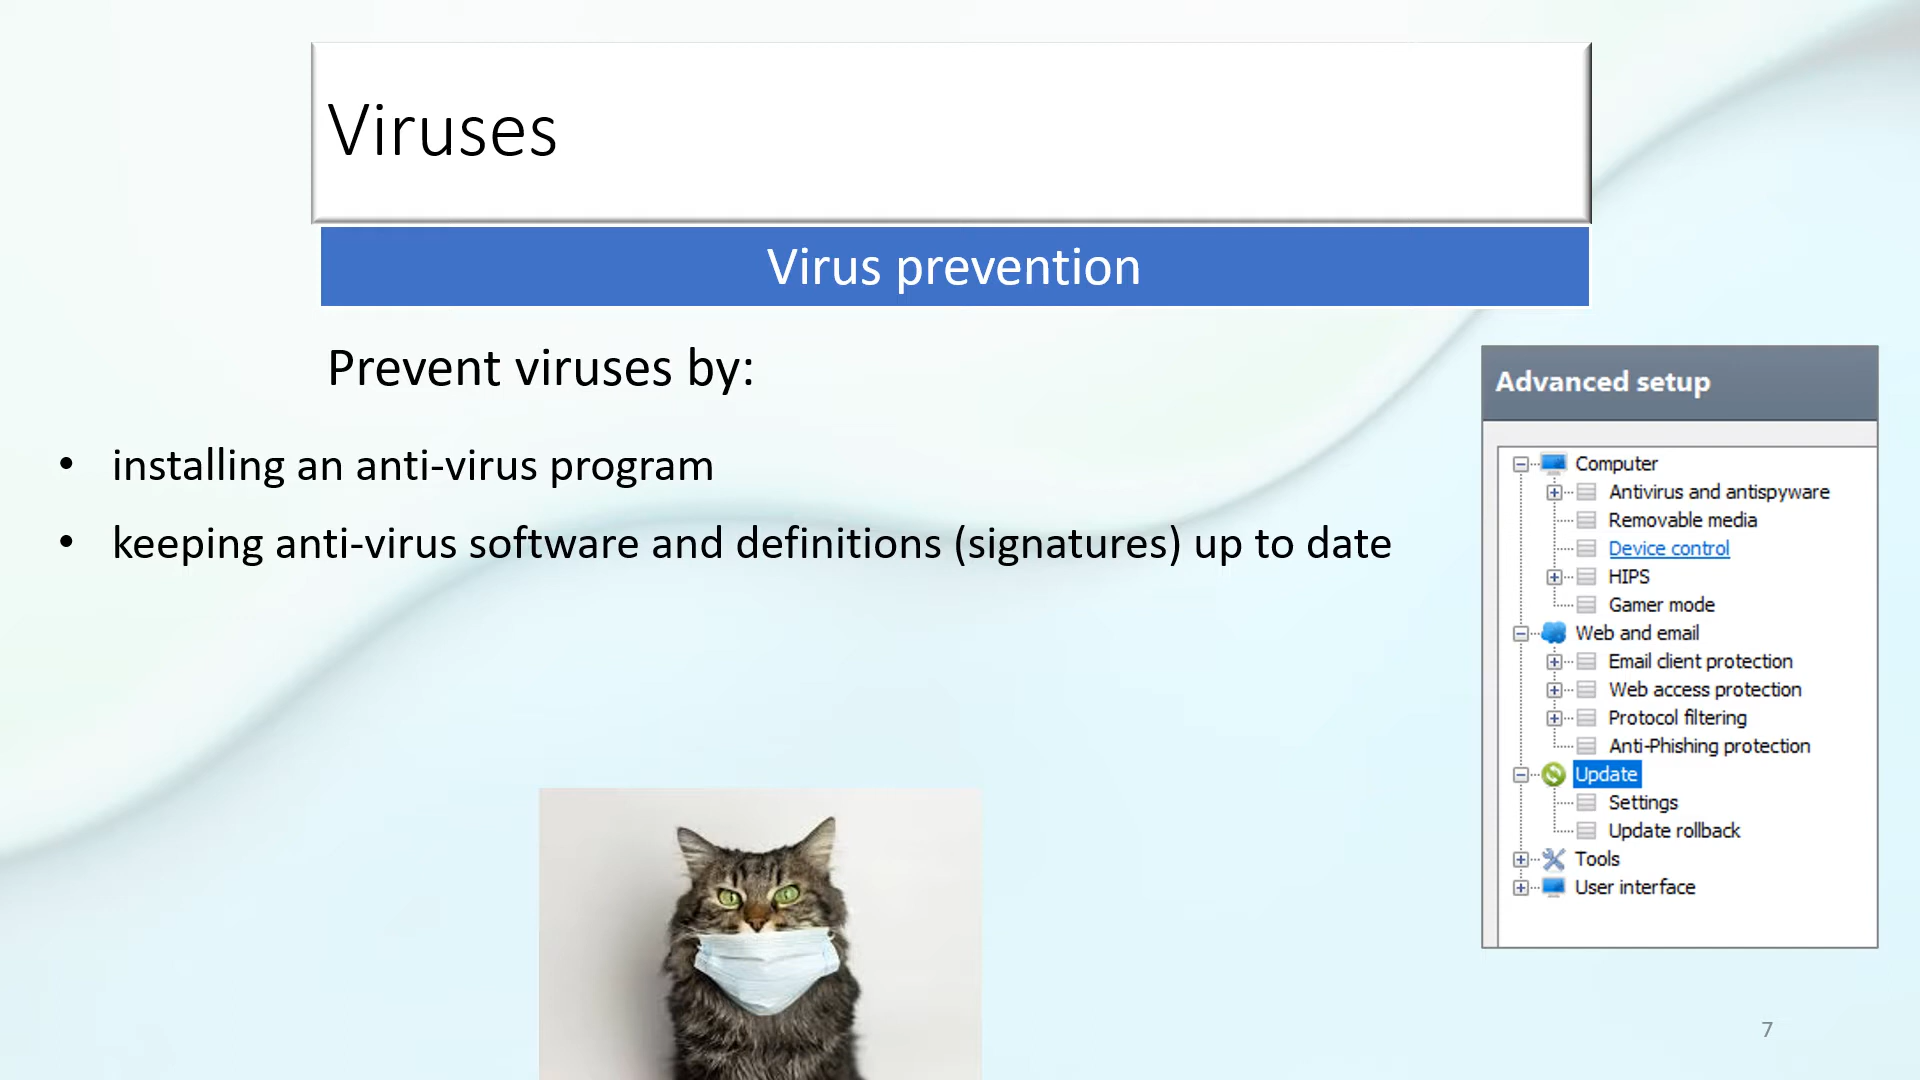 Viruses
Virus prevention
Prevent viruses by:
• installing an anti-virus program
• keeping anti-virus software and definitions (signatures) up to date
Advanced setup
Computer
Antivirus and antispyware
Removable media
Device control
HIPS
Gamer mode
Web and email
Email client protection
Web access protection
Protocol filtering
Anti-Phishing protection
Update
Settings
Update rollback
Tools
User interface
7